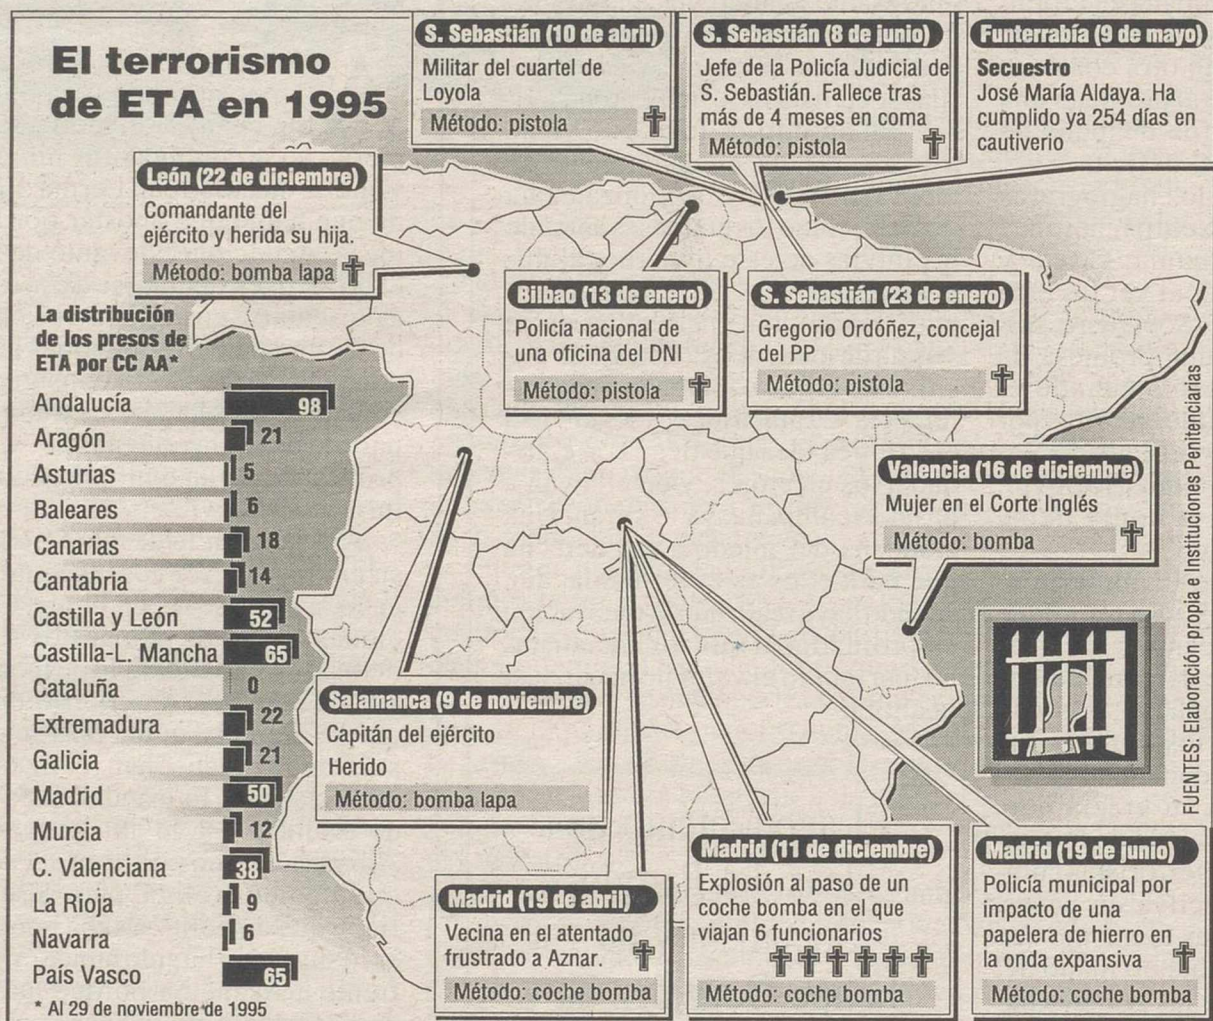 El terrorismo
de ETA en 1995
S. Sebastián (10 de abril)
Militar del cuartel de
Loyola
Método: pistola
S. Sebastián (8 de junio)
Jefe de la Policía Judicial de
S. Sebastián. Fallece tras
más de 4 meses en coma
Método: pistola
Funterrabía (9 de mayo)
Secuestro
José María Aldaya. Ha
cumplido ya 254 días en
cautiverio
León (22 de diciembre)
Comandante del
ejército y herida su hija.
Método: bomba lapa
Bilbao (13 de enero)
Policía nacional de
una oficina del DNI
Método: pistola
S. Sebastián (23 de enero)
Gregorio Ordóñez, concejal
del PP
Método: pistola
La distribución
de los presos de
ETA por CC AA*
Andalucía 98
Aragón 21
Asturias 5
Baleares 6
Canarias 18
Cantabria 14
Castilla y León 52
Castilla-L. Mancha 65
Cataluña 0
Extremadura 22
Galicia 21
Madrid 50
Murcia 12
C. Valenciana 38
La Rioja 9
Navarra 6
País Vasco 65
* Al 29 de noviembre de 1995
Valencia (16 de diciembre)
Mujer en el Corte Inglés
Método: bomba
Salamanca (9 de noviembre)
Capitán del ejército
Herido
Método: bomba lapa
Madrid (19 de abril)
Vecina en el atentado
frustrado a Aznar.
Método: coche bomba
Madrid (11 de diciembre)
Explosión al paso de un
coche bomba en el que
viajan 6 funcionarios
Método: coche bomba
Madrid (19 de junio)
Policía municipal por
impacto de una
papelera de hierro en
la onda expansiva
Método: coche bomba
FUENTES: Elaboración propia e Instituciones Penitenciarias